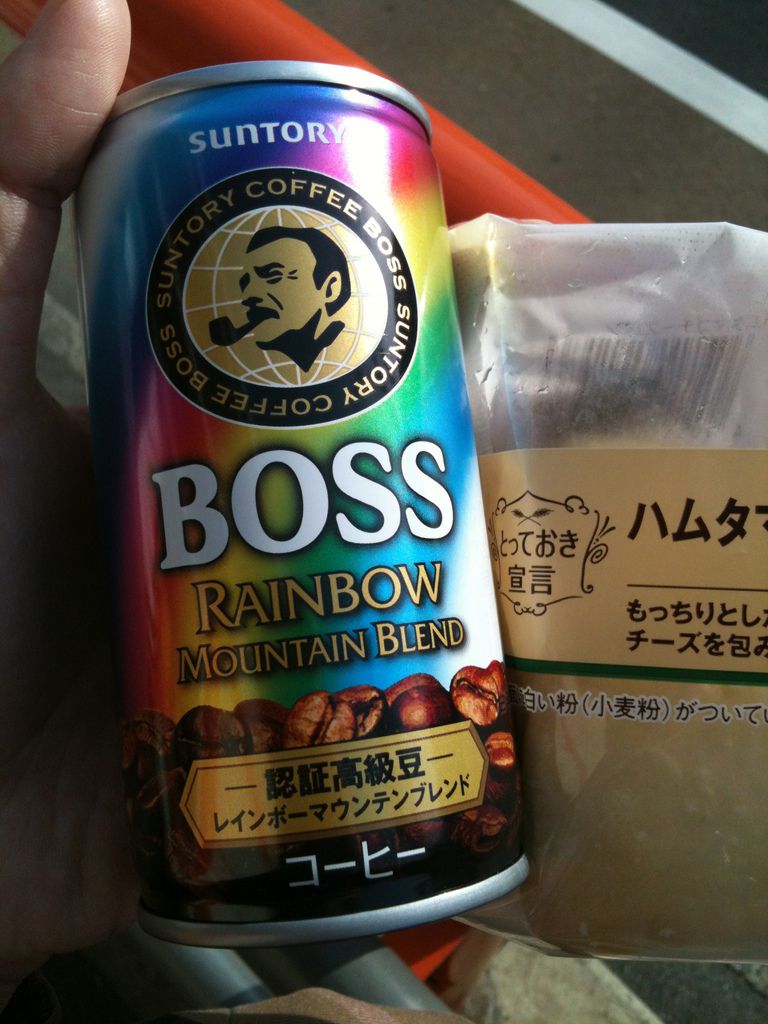 SUNTORY
SUNTORY COFFEE BOSS SUNTORY COFFEE BOSS
BOSS
RAINBOW
MOUNTAIN BLEND
認証高級豆
レインボーマウンテンブレンド
コーヒー
とっておき
宣言
ハムタマ
もっちりとした
チーズを包み
白い粉(小麦粉)がついてい